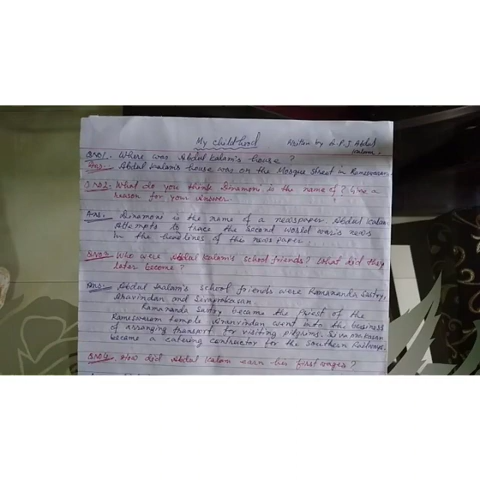 My childhood Written by A.P.J Abdul Kalam.
Qno1. Where was Abdul Kalam's house?
Ans. Abdul Kalam's house was on the Mosque Street in Rameswaram
Qno2. What do you think Dinamani is the name of? Give a
reason for your answer.
Ans. Dinamani is the name of a newspaper Abdul Kalam
attempts to trace the second world war's news
in the headlines of the newspaper.
Qno3. Who were Abdul Kalam's school friends? What did they
later become?
Ans. Abdul Kalam's school friends were Ramananda Sastry,
Aravindan and Sivaprakasan.
Ramananda Sastry became the Priest of the
Rameswaram temple Aravindan went into the business
of arranging transport for visiting pilgrims.
became a catering contractor for the Southern Railways.
Qno4. How did Abdul Kalam earn his first wages?